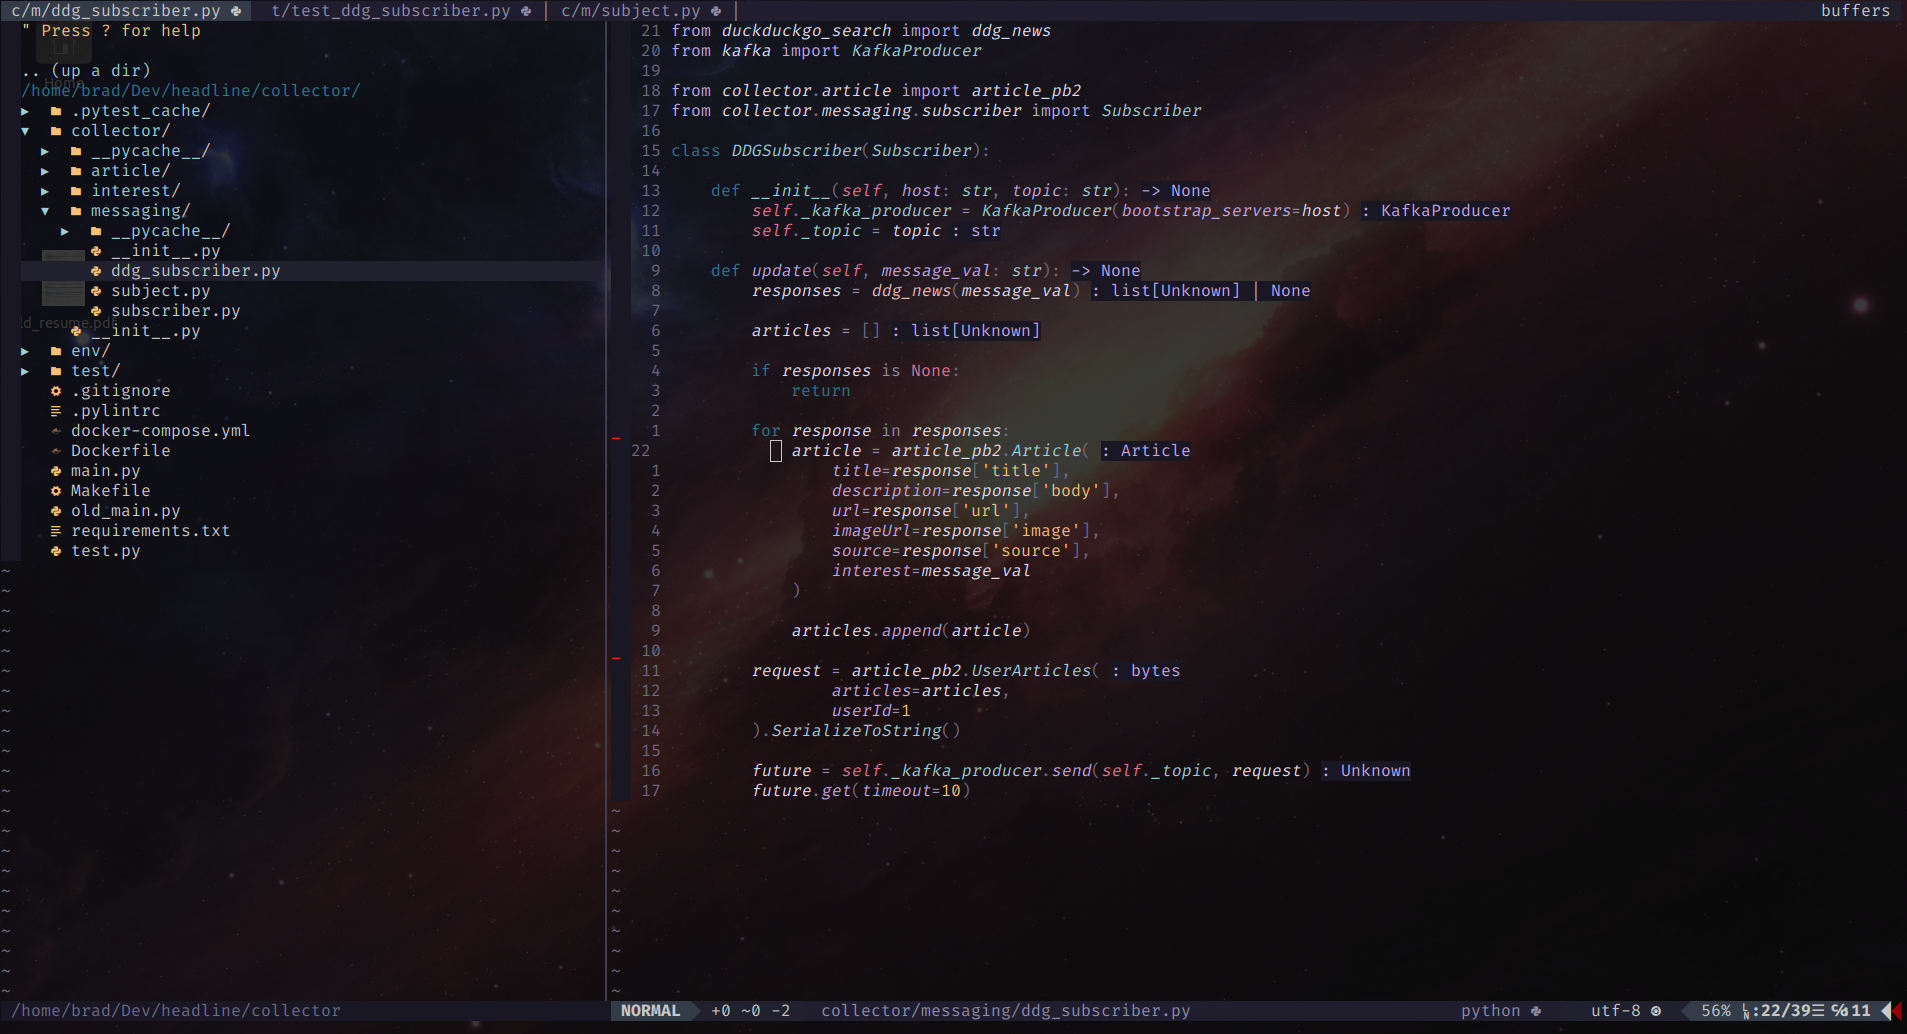 c/m/ddg_subscriber.py t/test_ddg_subscriber.py | c/m/subject.py | buffers
" Press ? for help
Home
.. (up a dir)
/home/brad/Dev/headline/collector/
▸ .pytest_cache/
▾ collector/
▸ __pycache__/
▸ article/
▸ interest/
▾ messaging/
▸ __pycache__/
__init__.py
ddg_subscriber.py
subject.py
subscriber.py
ld_resume.pdf
__init__.py
▸ env/
▸ test/
.gitignore
.pylintrc
docker-compose.yml
Dockerfile
main.py
Makefile
old_main.py
requirements.txt
test.py
/home/brad/Dev/headline/collector
21 from duckduckgo_search import ddg_news
20 from kafka import KafkaProducer
19
18 from collector.article import article_pb2
17 from collector.messaging.subscriber import Subscriber
16
15 class DDGSubscriber(Subscriber):
14
13     def __init__(self, host: str, topic: str): -> None
12         self._kafka_producer = KafkaProducer(bootstrap_servers=host) : KafkaProducer
11         self._topic = topic : str
10
9     def update(self, message_val: str): -> None
8         responses = ddg_news(message_val) : list[Unknown] | None
7
6         articles = [] : list[Unknown]
5
4         if responses is None:
3             return
2
1         for response in responses:
22             article = article_pb2.Article( : Article
1                 title=response['title'],
2                 description=response['body'],
3                 url=response['url'],
4                 imageUrl=response['image'],
5                 source=response['source'],
6                 interest=message_val
7             )
8
9             articles.append(article)
10
11         request = article_pb2.UserArticles( : bytes
12                 articles=articles,
13                 userId=1
14         ).SerializeToString()
15
16         future = self._kafka_producer.send(self._topic, request) : Unknown
17         future.get(timeout=10)
NORMAL +0 ~0 -2 collector/messaging/ddg_subscriber.py python utf-8 56% ㏑:22/39☰ ℅11